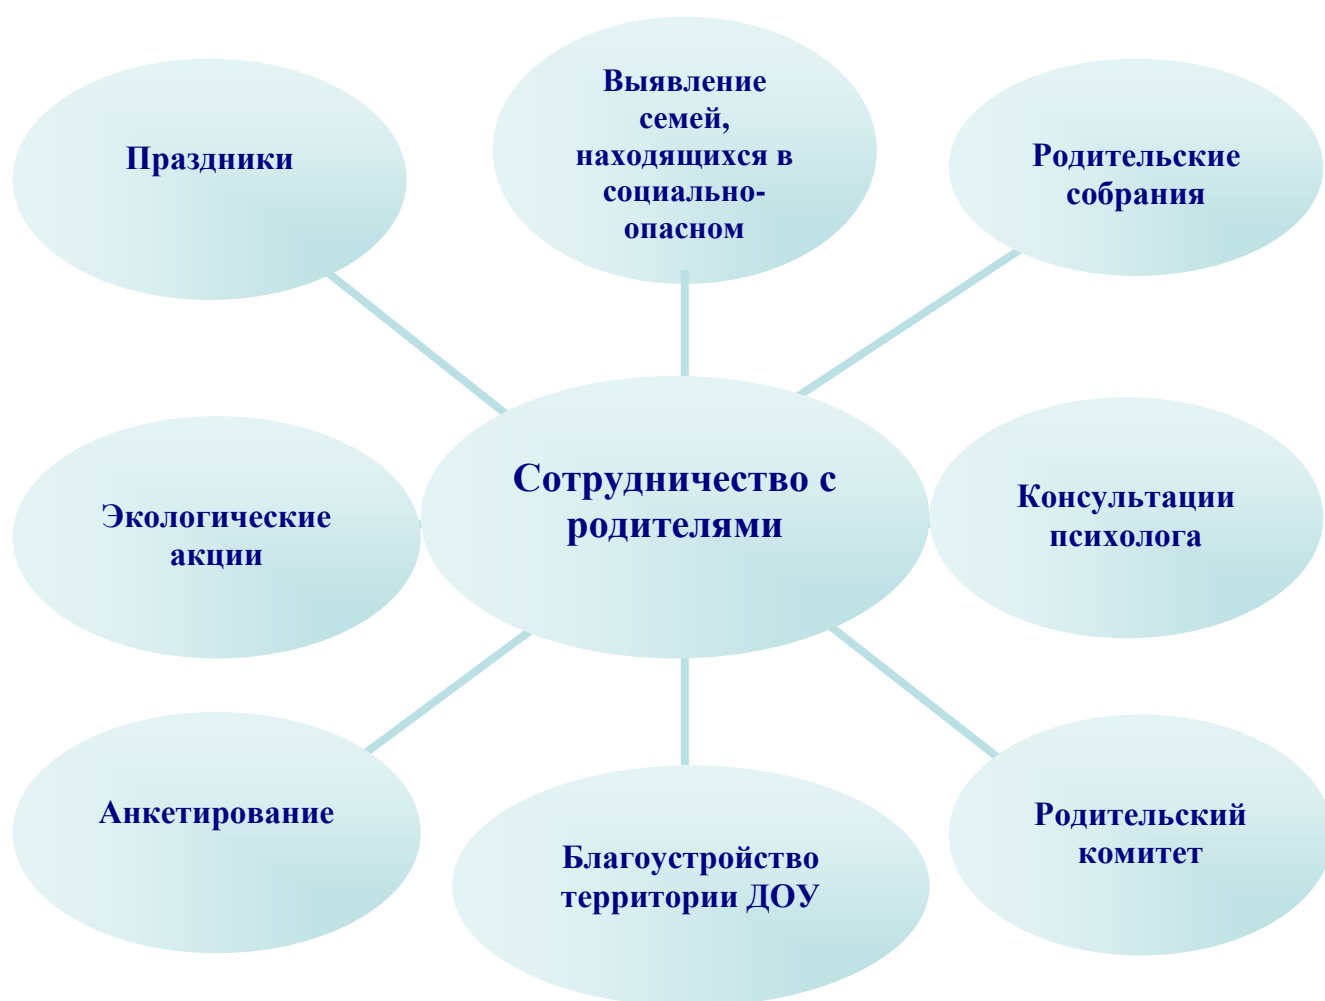 Праздники
Выявление
семей,
находящихся в
социально-
опасном
Родительские
собрания
Экологические
акции
Сотрудничество с
родителями
Консультации
психолога
Анкетирование
Благоустройство
территории ДОУ
Родительский
комитет